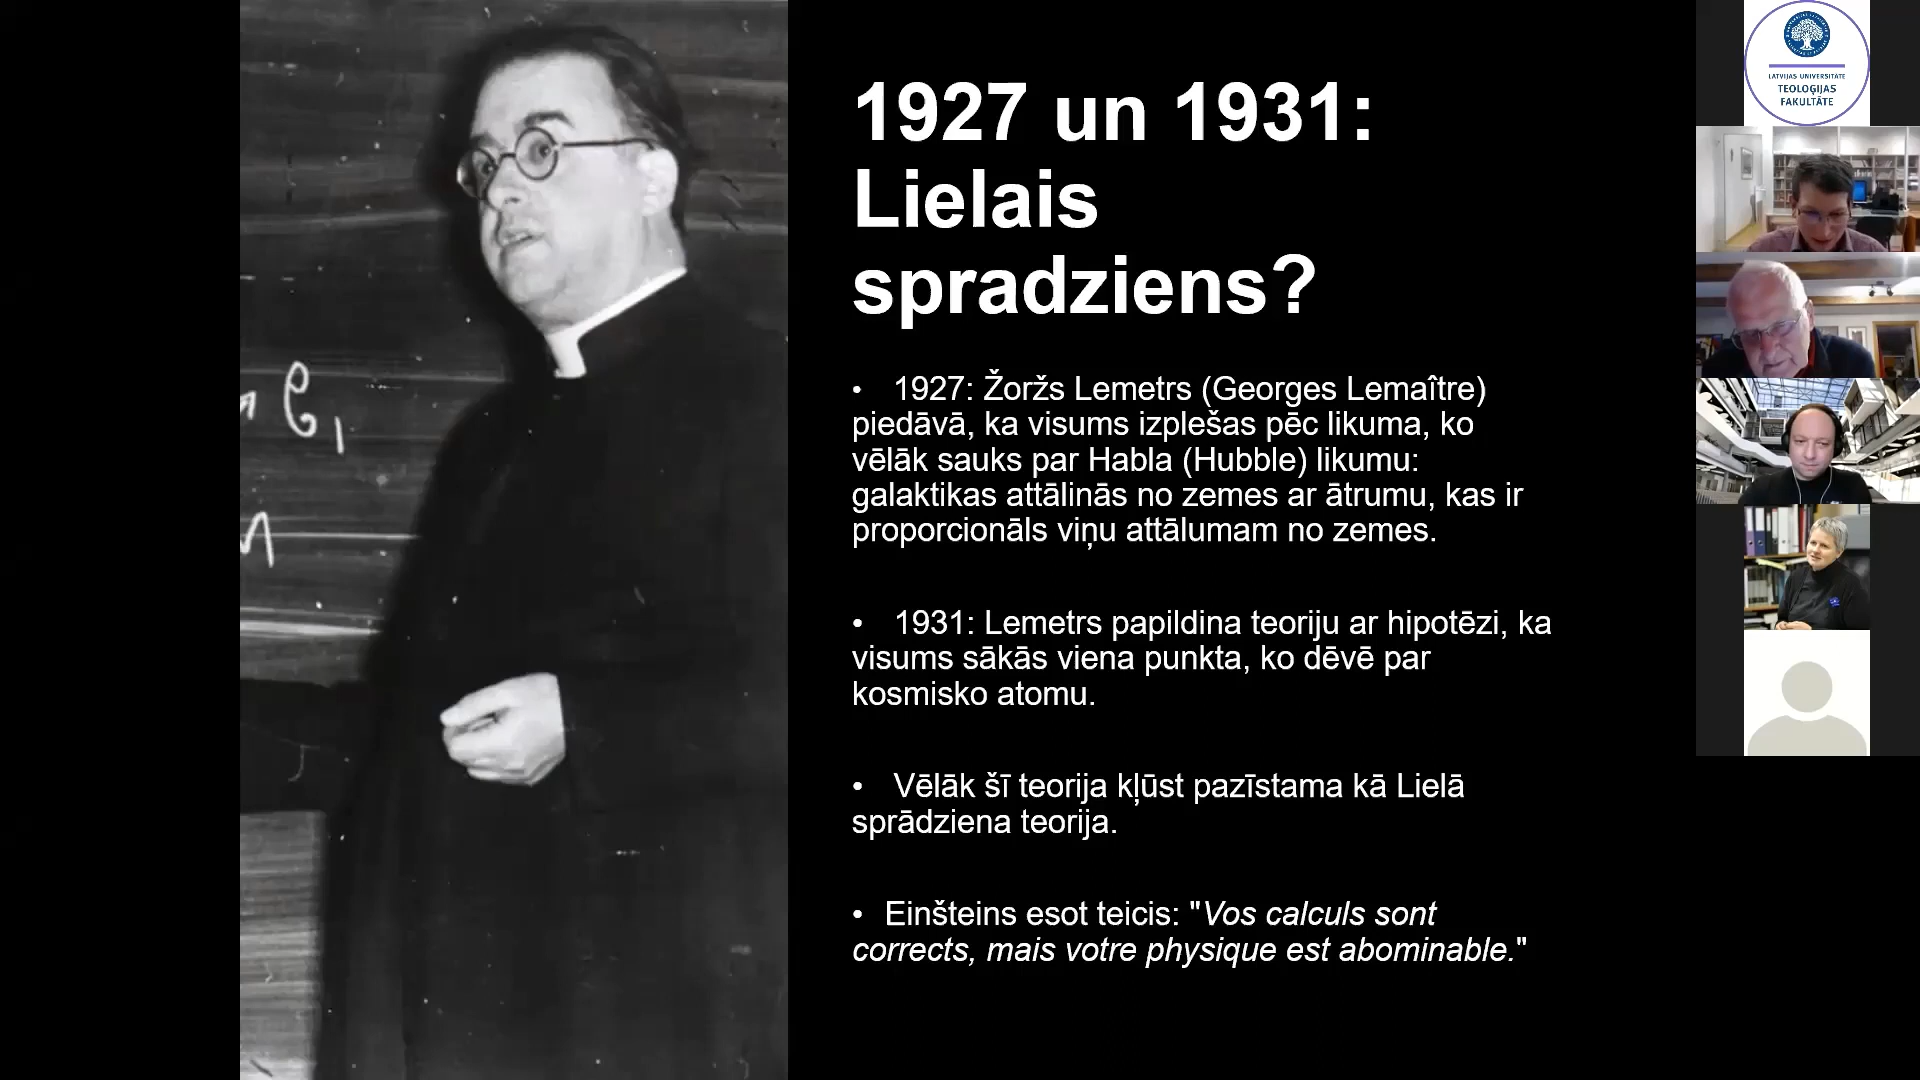 1927 un 1931:
Lielais
spradziens?
• 1927: Žoržs Lemetrs (Georges Lemaître)
piedāvā, ka visums izplešas pēc likuma, ko
vēlāk sauks par Habla (Hubble) likumu:
galaktikas attālinās no zemes ar ātrumu, kas ir
proporcionāls viņu attālumam no zemes.
• 1931: Lemetrs papildina teoriju ar hipotēzi, ka
visums sākās viena punkta, ko dēvē par
kosmisko atomu.
• Vēlāk šī teorija kļūst pazīstama kā Lielā
sprādziena teorija.
• Einšteins esot teicis: "Vos calculs sont
corrects, mais votre physique est abominable."
LATVIJAS UNIVERSITĀTE
TEOLOĢIJAS
FAKULTĀTE